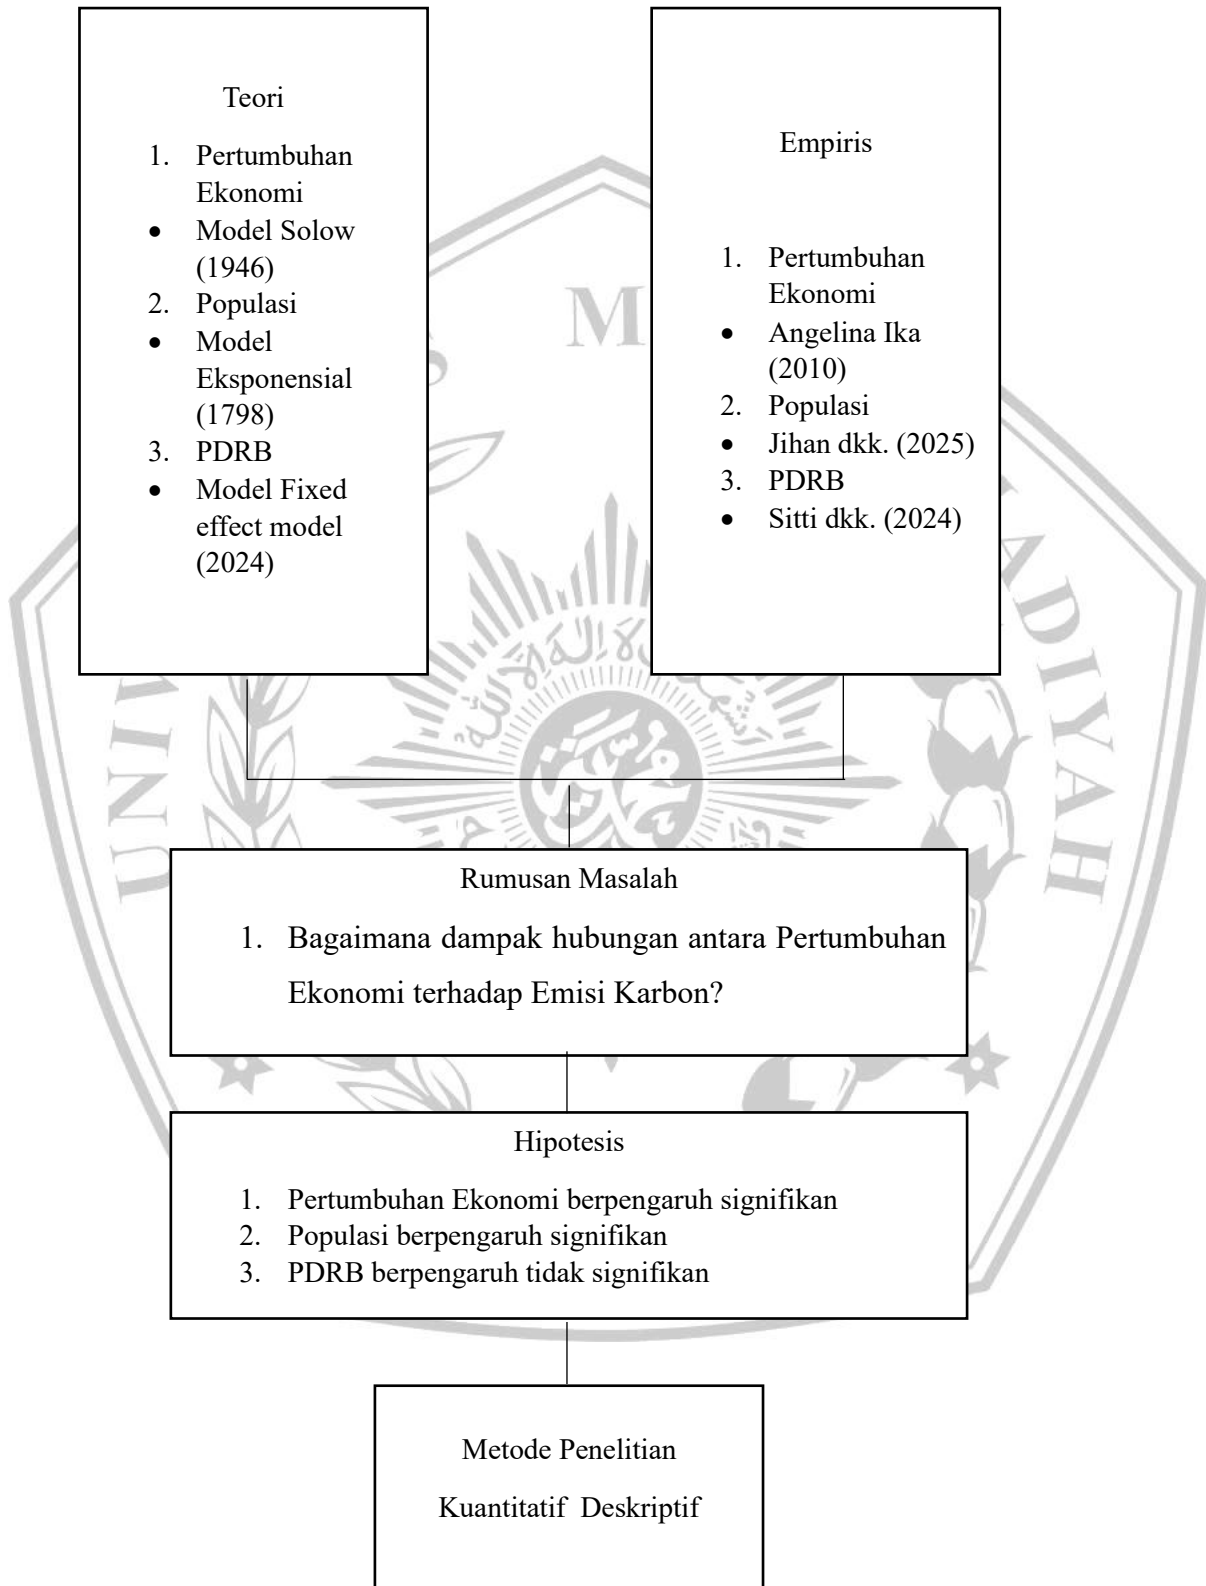 Teori
1. Pertumbuhan
Ekonomi
• Model Solow
(1946)
2. Populasi
• Model
Eksponensial
(1798)
3. PDRB
• Model Fixed
effect model
(2024)
Empiris
1. Pertumbuhan
Ekonomi
• Angelina Ika
(2010)
2. Populasi
• Jihan dkk. (2025)
3. PDRB
• Sitti dkk. (2024)
Rumusan Masalah
1. Bagaimana dampak hubungan antara Pertumbuhan
Ekonomi terhadap Emisi Karbon?
Hipotesis
1. Pertumbuhan Ekonomi berpengaruh signifikan
2. Populasi berpengaruh signifikan
3. PDRB berpengaruh tidak signifikan
Metode Penelitian
Kuantitatif Deskriptif